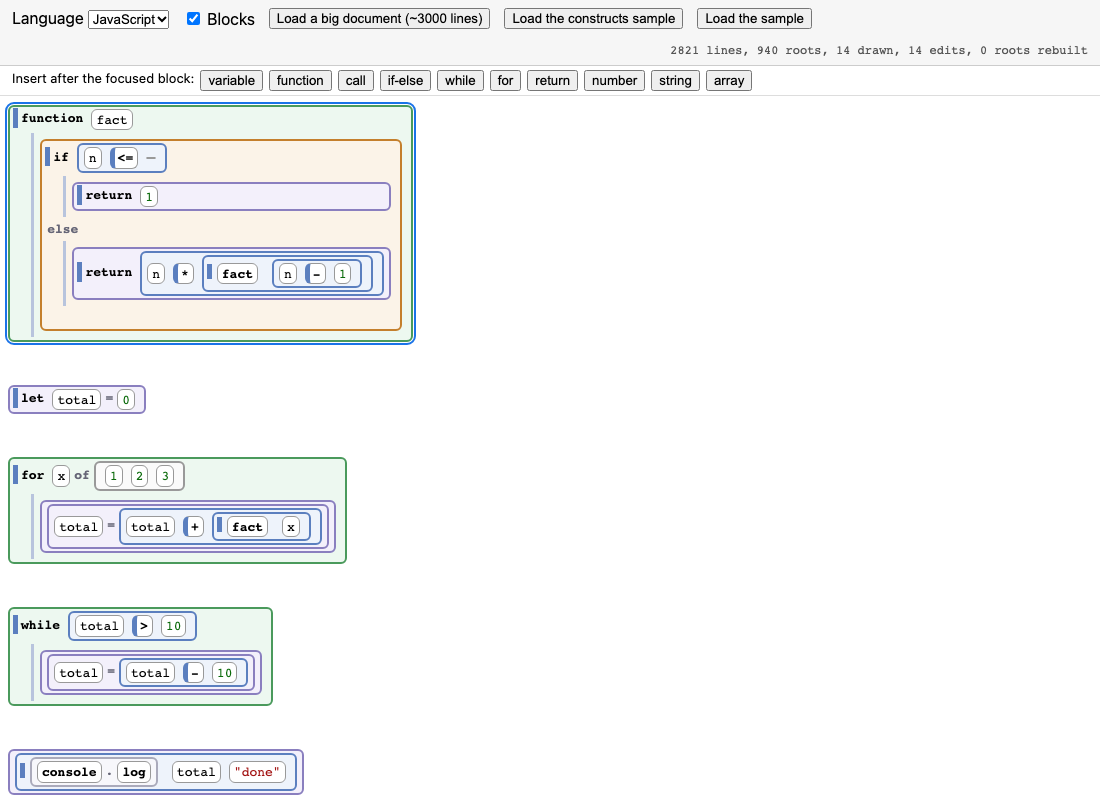 Language JavaScript Blocks Load a big document (~3000 lines) Load the constructs sample Load the sample
2821 lines, 940 roots, 14 drawn, 14 edits, 0 roots rebuilt
Insert after the focused block: variable function call if-else while for return number string array
function fact
if n <= —
return 1
else
return n * fact n - 1
let total = 0
for x of 1 2 3
total = total + fact x
while total > 10
total = total - 10
console . log total "done"